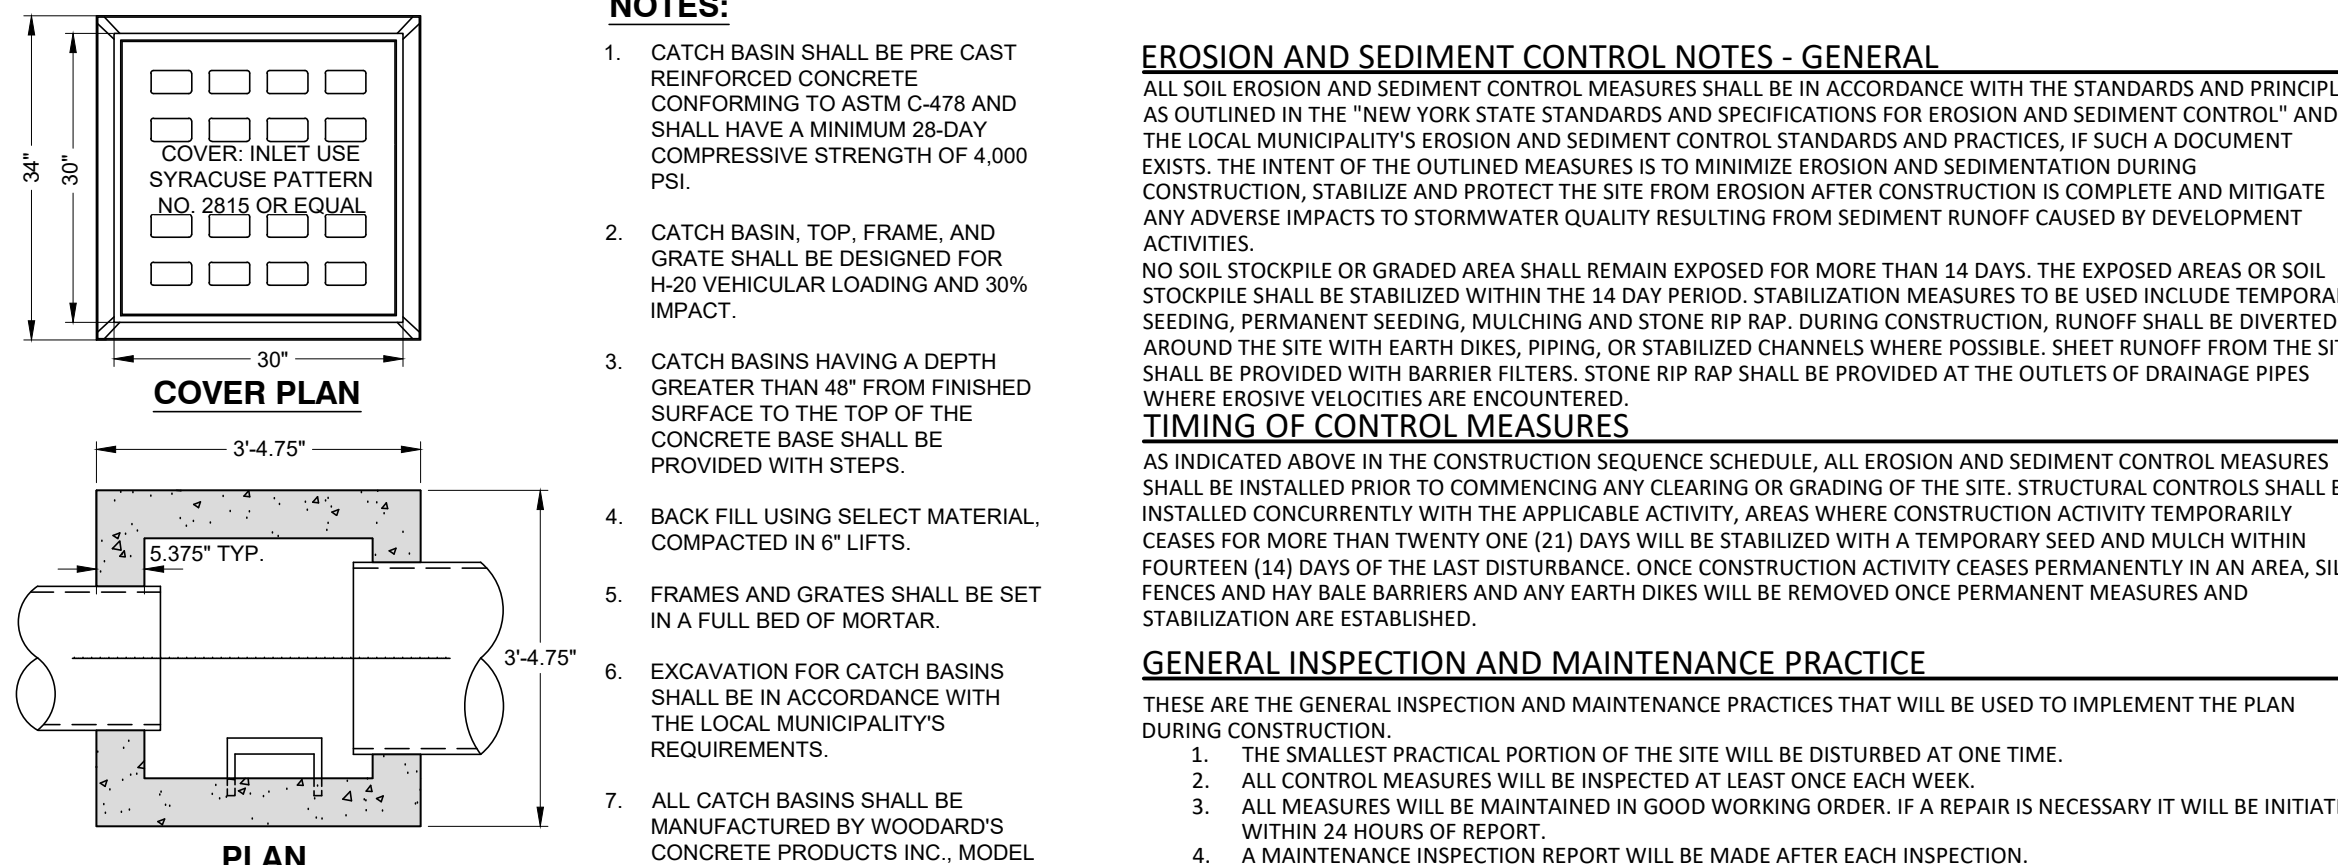 34"
30"
COVER: INLET USE
SYRACUSE PATTERN
NO. 2815 OR EQUAL
30"
COVER PLAN
3'-4.75"
5.375" TYP.
3'-4.75"
PLAN
NOTES:
1. CATCH BASIN SHALL BE PRE CAST
REINFORCED CONCRETE
CONFORMING TO ASTM C-478 AND
SHALL HAVE A MINIMUM 28-DAY
COMPRESSIVE STRENGTH OF 4,000
PSI.
2. CATCH BASIN, TOP, FRAME, AND
GRATE SHALL BE DESIGNED FOR
H-20 VEHICULAR LOADING AND 30%
IMPACT.
3. CATCH BASINS HAVING A DEPTH
GREATER THAN 48" FROM FINISHED
SURFACE TO THE TOP OF THE
CONCRETE BASE SHALL BE
PROVIDED WITH STEPS.
4. BACK FILL USING SELECT MATERIAL,
COMPACTED IN 6" LIFTS.
5. FRAMES AND GRATES SHALL BE SET
IN A FULL BED OF MORTAR.
6. EXCAVATION FOR CATCH BASINS
SHALL BE IN ACCORDANCE WITH
THE LOCAL MUNICIPALITY'S
REQUIREMENTS.
7. ALL CATCH BASINS SHALL BE
MANUFACTURED BY WOODARD'S
CONCRETE PRODUCTS INC., MODEL
EROSION AND SEDIMENT CONTROL NOTES - GENERAL
ALL SOIL EROSION AND SEDIMENT CONTROL MEASURES SHALL BE IN ACCORDANCE WITH THE STANDARDS AND PRINCIPL
AS OUTLINED IN THE "NEW YORK STATE STANDARDS AND SPECIFICATIONS FOR EROSION AND SEDIMENT CONTROL" AND
THE LOCAL MUNICIPALITY'S EROSION AND SEDIMENT CONTROL STANDARDS AND PRACTICES, IF SUCH A DOCUMENT
EXISTS. THE INTENT OF THE OUTLINED MEASURES IS TO MINIMIZE EROSION AND SEDIMENTATION DURING
CONSTRUCTION, STABILIZE AND PROTECT THE SITE FROM EROSION AFTER CONSTRUCTION IS COMPLETE AND MITIGATE
ANY ADVERSE IMPACTS TO STORMWATER QUALITY RESULTING FROM SEDIMENT RUNOFF CAUSED BY DEVELOPMENT
ACTIVITIES.
NO SOIL STOCKPILE OR GRADED AREA SHALL REMAIN EXPOSED FOR MORE THAN 14 DAYS. THE EXPOSED AREAS OR SOIL
STOCKPILE SHALL BE STABILIZED WITHIN THE 14 DAY PERIOD. STABILIZATION MEASURES TO BE USED INCLUDE TEMPORA
SEEDING, PERMANENT SEEDING, MULCHING AND STONE RIP RAP. DURING CONSTRUCTION, RUNOFF SHALL BE DIVERTED
AROUND THE SITE WITH EARTH DIKES, PIPING, OR STABILIZED CHANNELS WHERE POSSIBLE. SHEET RUNOFF FROM THE SIT
SHALL BE PROVIDED WITH BARRIER FILTERS. STONE RIP RAP SHALL BE PROVIDED AT THE OUTLETS OF DRAINAGE PIPES
WHERE EROSIVE VELOCITIES ARE ENCOUNTERED.
TIMING OF CONTROL MEASURES
AS INDICATED ABOVE IN THE CONSTRUCTION SEQUENCE SCHEDULE, ALL EROSION AND SEDIMENT CONTROL MEASURES
SHALL BE INSTALLED PRIOR TO COMMENCING ANY CLEARING OR GRADING OF THE SITE. STRUCTURAL CONTROLS SHALL B
INSTALLED CONCURRENTLY WITH THE APPLICABLE ACTIVITY, AREAS WHERE CONSTRUCTION ACTIVITY TEMPORARILY
CEASES FOR MORE THAN TWENTY ONE (21) DAYS WILL BE STABILIZED WITH A TEMPORARY SEED AND MULCH WITHIN
FOURTEEN (14) DAYS OF THE LAST DISTURBANCE. ONCE CONSTRUCTION ACTIVITY CEASES PERMANENTLY IN AN AREA, SIL
FENCES AND HAY BALE BARRIERS AND ANY EARTH DIKES WILL BE REMOVED ONCE PERMANENT MEASURES AND
STABILIZATION ARE ESTABLISHED.
GENERAL INSPECTION AND MAINTENANCE PRACTICE
THESE ARE THE GENERAL INSPECTION AND MAINTENANCE PRACTICES THAT WILL BE USED TO IMPLEMENT THE PLAN
DURING CONSTRUCTION.
1. THE SMALLEST PRACTICAL PORTION OF THE SITE WILL BE DISTURBED AT ONE TIME.
2. ALL CONTROL MEASURES WILL BE INSPECTED AT LEAST ONCE EACH WEEK.
3. ALL MEASURES WILL BE MAINTAINED IN GOOD WORKING ORDER. IF A REPAIR IS NECESSARY IT WILL BE INITIAT
WITHIN 24 HOURS OF REPORT.
4. A MAINTENANCE INSPECTION REPORT WILL BE MADE AFTER EACH INSPECTION.